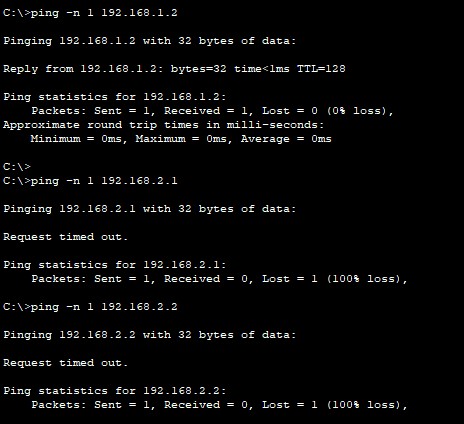 C:\>ping -n 1 192.168.1.2
Pinging 192.168.1.2 with 32 bytes of data:
Reply from 192.168.1.2: bytes=32 time<1ms TTL=128
Ping statistics for 192.168.1.2:
Packets: Sent = 1, Received = 1, Lost = 0 (0% loss),
Approximate round trip times in milli-seconds:
Minimum = 0ms, Maximum = 0ms, Average = 0ms
C:\>
C:\>ping -n 1 192.168.2.1
Pinging 192.168.2.1 with 32 bytes of data:
Request timed out.
Ping statistics for 192.168.2.1:
Packets: Sent = 1, Received = 0, Lost = 1 (100% loss),
C:\>ping -n 1 192.168.2.2
Pinging 192.168.2.2 with 32 bytes of data:
Request timed out.
Ping statistics for 192.168.2.2:
Packets: Sent = 1, Received = 0, Lost = 1 (100% loss),